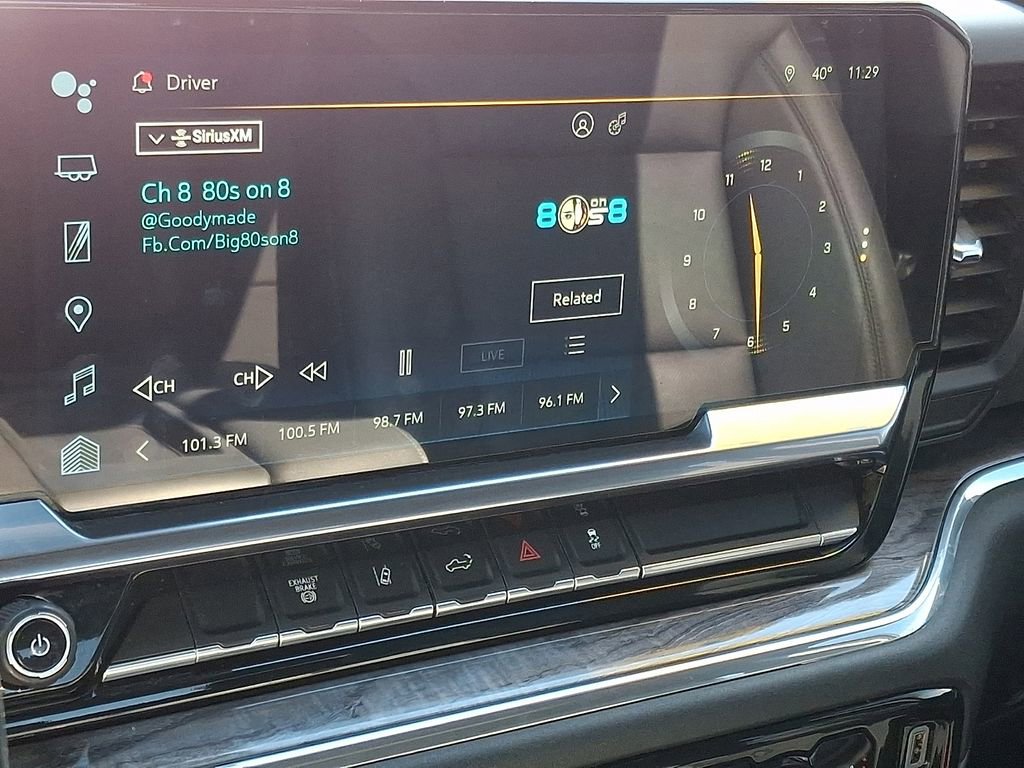 Driver
40° 11:29
SiriusXM
Ch 8 80s on 8
@Goodymade
Fb.Com/Big80son8
8 on
s8
Related
LIVE
CH
CH
101.3 FM 100.5 FM 98.7 FM 97.3 FM 96.1 FM
12
1
2
3
4
5
6
7
8
9
10
11
EXHAUST
BRAKE
OFF